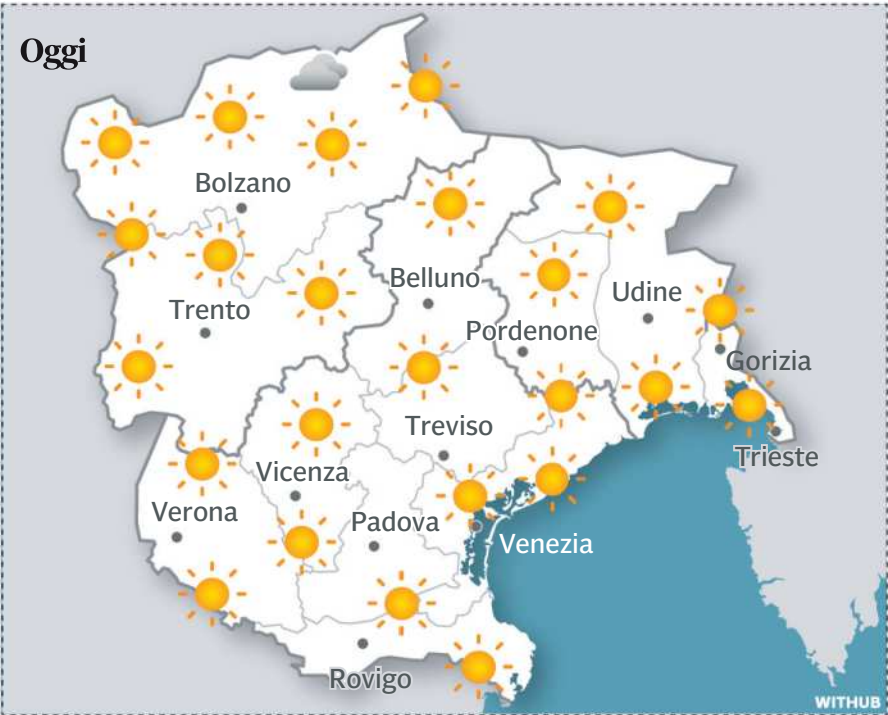 Oggi
Bolzano
Belluno
Udine
Trento
Pordenone
Gorizia
Treviso
Trieste
Vicenza
Verona
Padova
Venezia
Rovigo
WITHUB